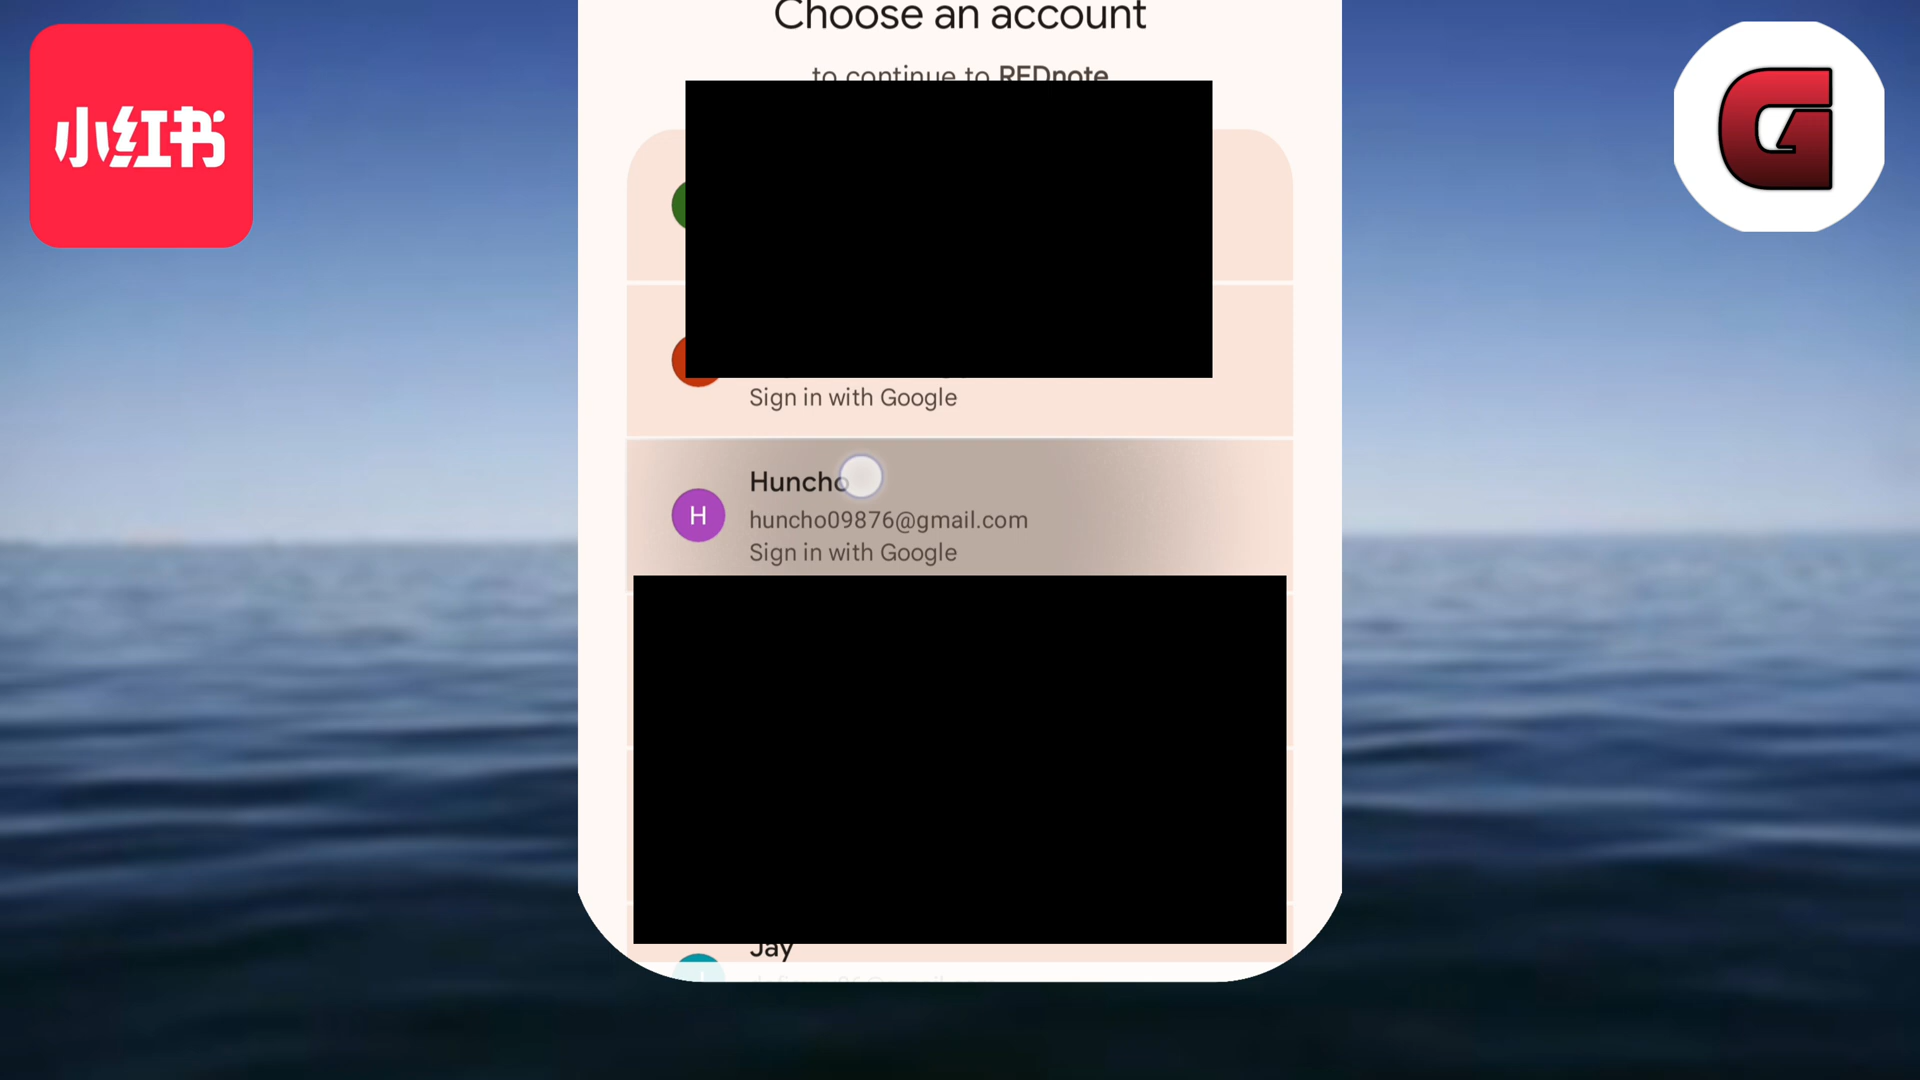 小红书
G
Choose an account
to continue to REDnote
Sign in with Google
Huncho
H
huncho09876@gmail.com
Sign in with Google
Jay